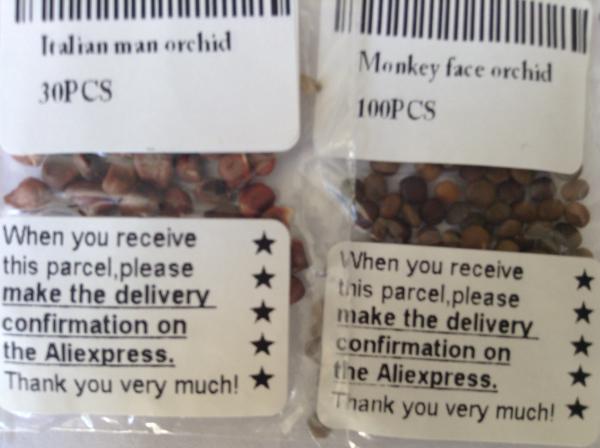 Italian man orchid
30PCS
When you receive
this parcel,please
make the delivery
confirmation on
the Aliexpress.
Thank you very much!
Monkey face orchid
100PCS
When you receive
this parcel,please
make the delivery
confirmation on
the Aliexpress.
Thank you very much!